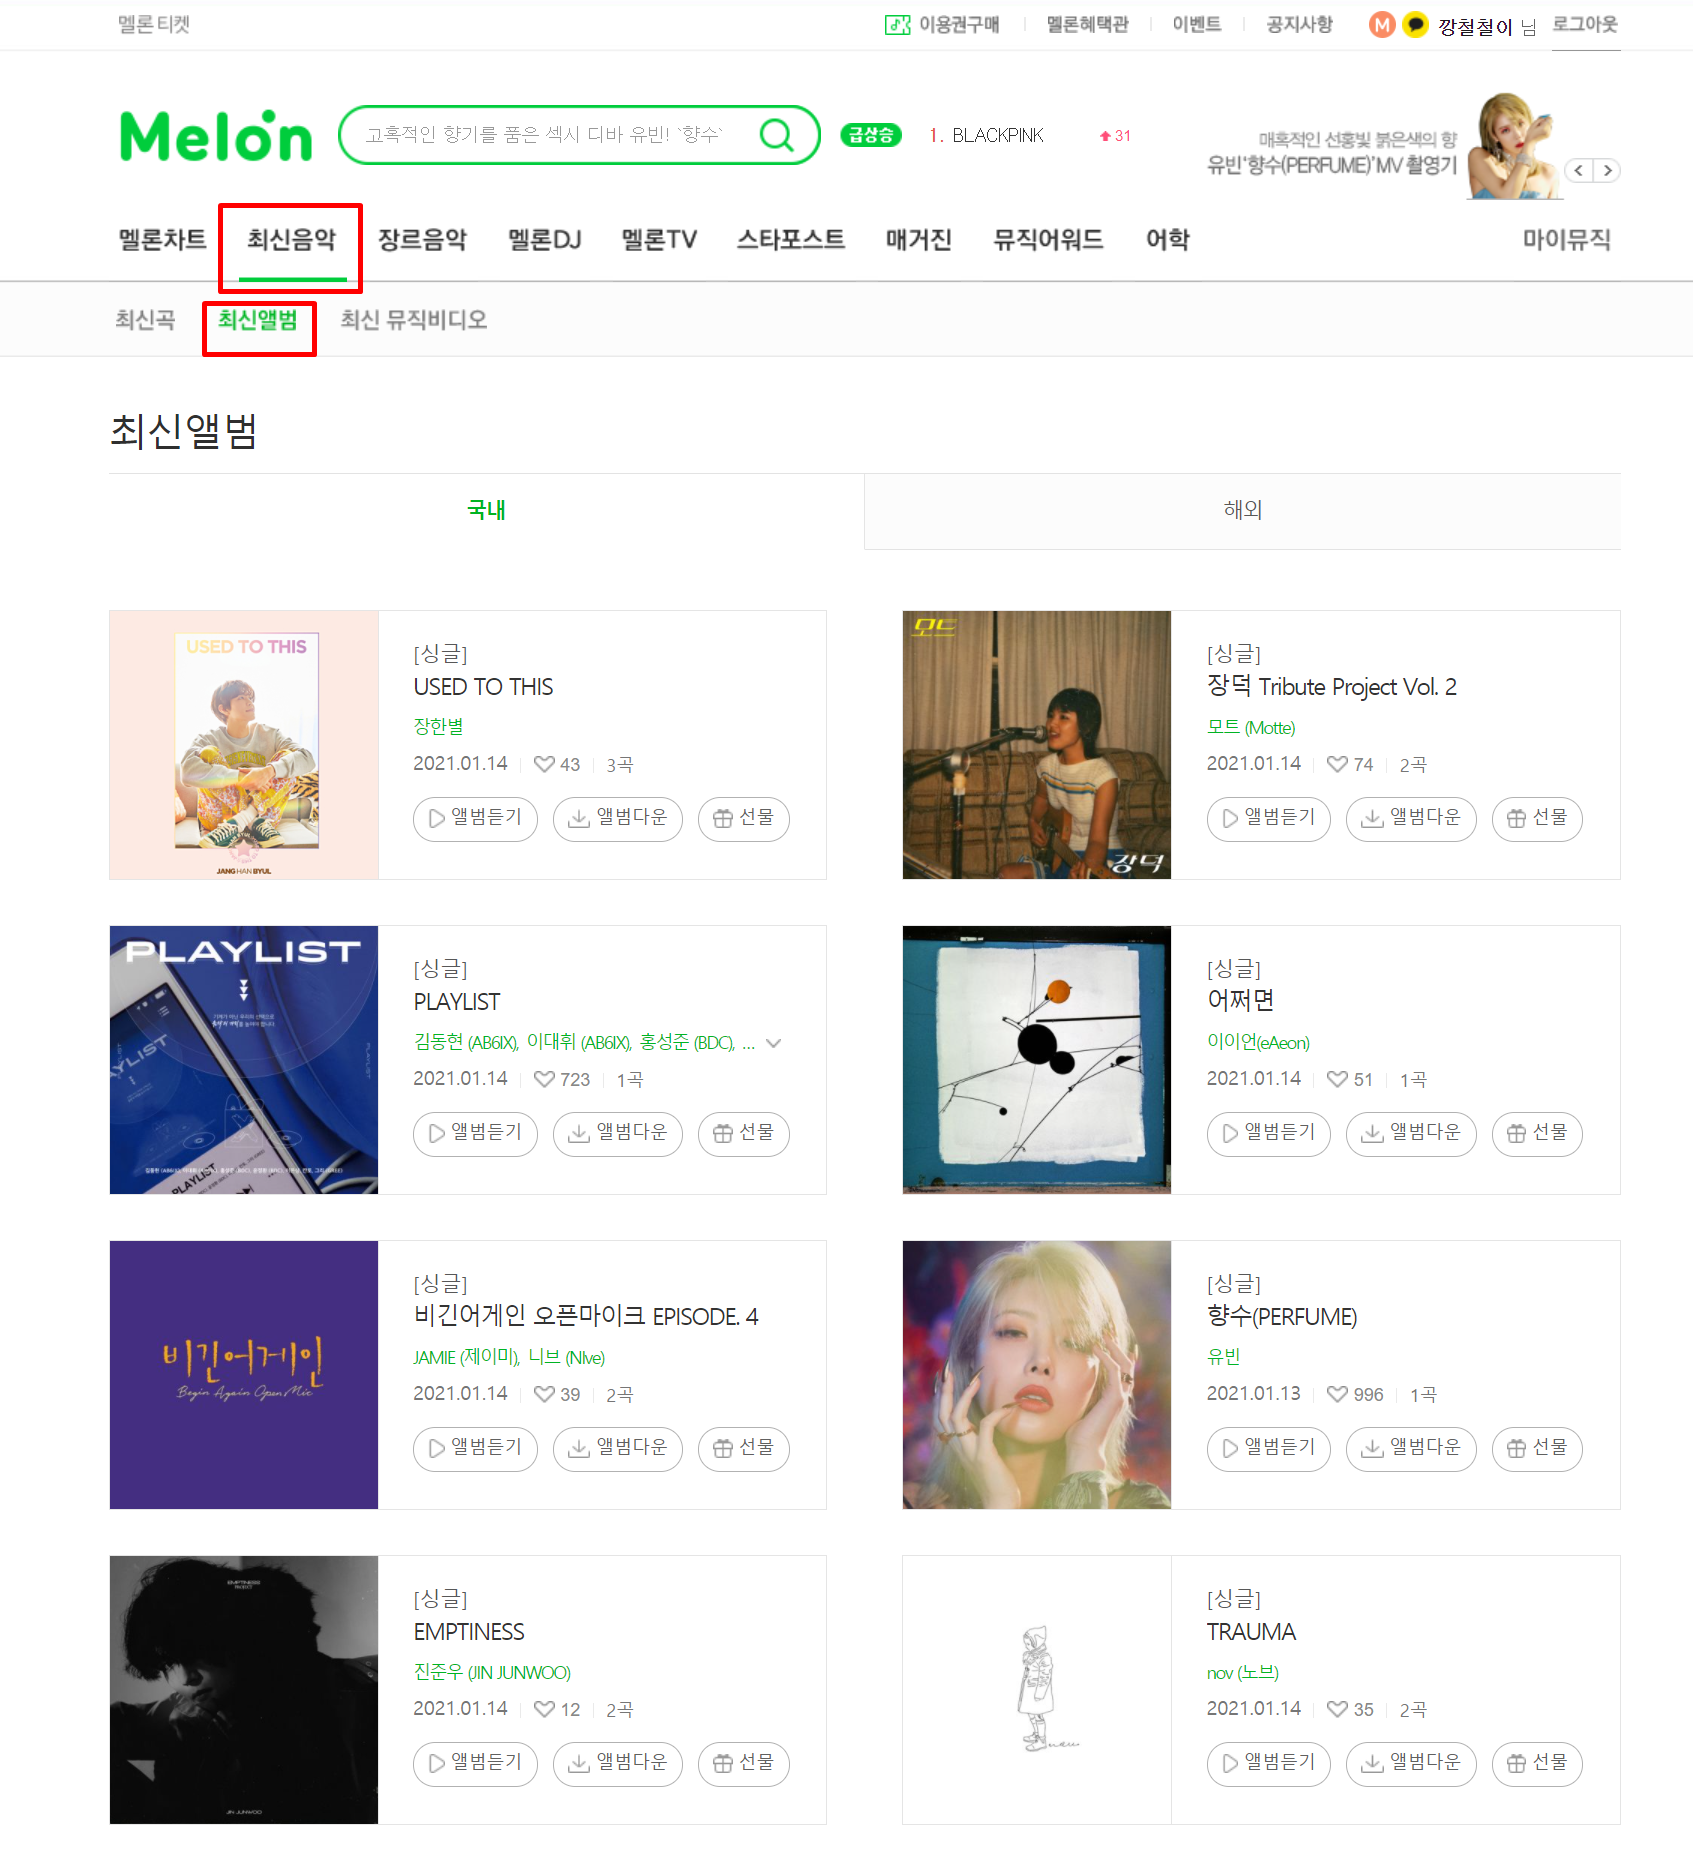 멜론티켓
이용권구매 멜론혜택관 이벤트 공지사항 M 깡철철이 님 로그아웃
Melon 고혹적인 향기를 품은 섹시 디바 유빈! `향수` 급상승 1. BLACKPINK 31
매혹적인 선홍빛 붉은색의 향
유빈'향수(PERFUME)'MV 촬영기
멜론차트 최신음악 장르음악 멜론DJ 멜론TV 스타포스트 매거진 뮤직어워드 어학 마이뮤직
최신곡 최신앨범 최신 뮤직비디오
최신앨범
국내 해외
USED TO THIS
JANG HAN BYUL
[싱글]
USED TO THIS
장한별
2021.01.14 43 3곡
앨범듣기 앨범다운 선물
모트
장덕
[싱글]
장덕 Tribute Project Vol. 2
모트 (Motte)
2021.01.14 74 2곡
앨범듣기 앨범다운 선물
PLAYLIST
PLAYLIST
PLAYLIST
[싱글]
PLAYLIST
김동현 (AB6IX), 이대휘 (AB6IX), 홍성준 (BDC), ...
2021.01.14 723 1곡
앨범듣기 앨범다운 선물
[싱글]
어쩌면
이이언(eAeon)
2021.01.14 51 1곡
앨범듣기 앨범다운 선물
비긴어게인
Begin Again Open Mic
[싱글]
비긴어게인 오픈마이크 EPISODE. 4
JAMIE (제이미), 니브 (NIve)
2021.01.14 39 2곡
앨범듣기 앨범다운 선물
[싱글]
향수(PERFUME)
유빈
2021.01.13 996 1곡
앨범듣기 앨범다운 선물
EMPTINESS
PROJECT
JIN JUNWOO
[싱글]
EMPTINESS
진준우 (JIN JUNWOO)
2021.01.14 12 2곡
앨범듣기 앨범다운 선물
[싱글]
TRAUMA
nov (노브)
2021.01.14 35 2곡
앨범듣기 앨범다운 선물